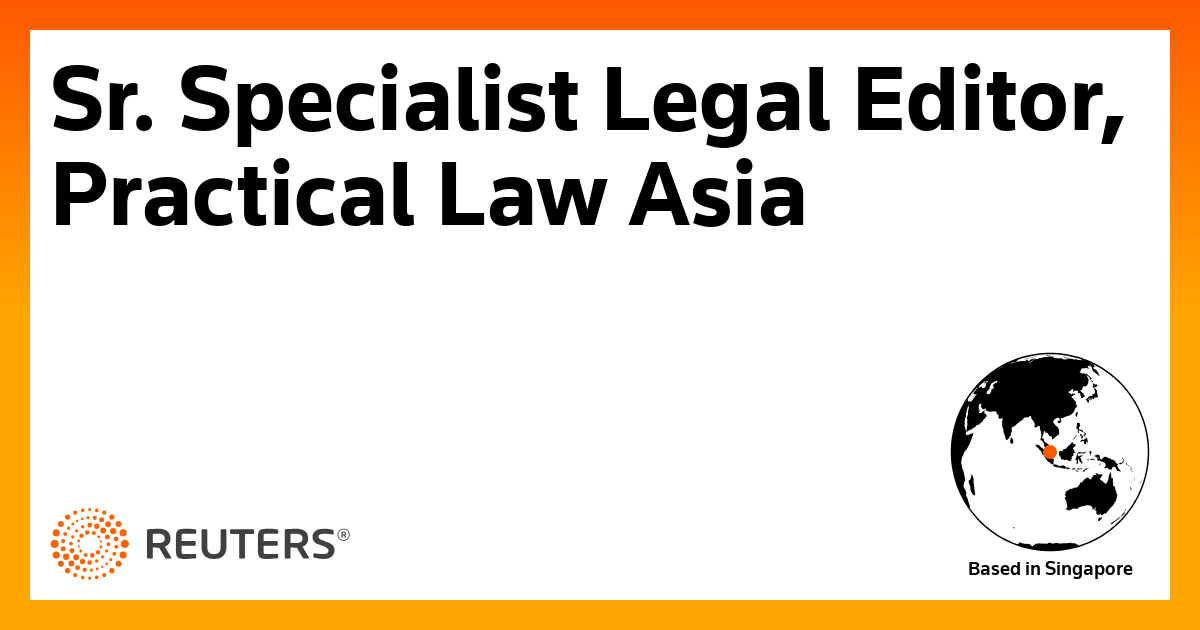 Sr. Specialist Legal Editor,
Practical Law Asia
REUTERS®
Based in Singapore